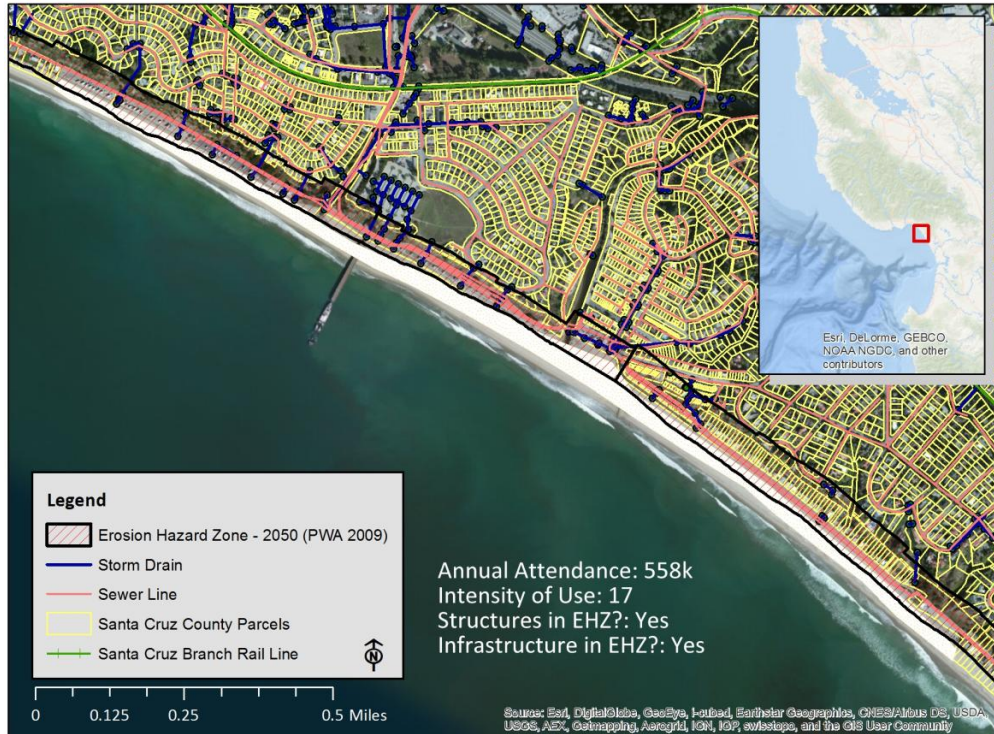 Esri, DeLorme, GEBCO,
NOAA NGDC, and other
contributors
Legend
Erosion Hazard Zone - 2050 (PWA 2009)
Storm Drain
Sewer Line
Santa Cruz County Parcels
Santa Cruz Branch Rail Line
N
Annual Attendance: 558k
Intensity of Use: 17
Structures in EHZ?: Yes
Infrastructure in EHZ?: Yes
0 0.125 0.25 0.5 Miles
Source: Esri, DigitalGlobe, GeoEye, i-cubed, Earthstar Geographics, CNES/Airbus DS, USDA,
USGS, AEX, Getmapping, Aerogrid, IGN, IGP, swisstopo, and the GIS User Community